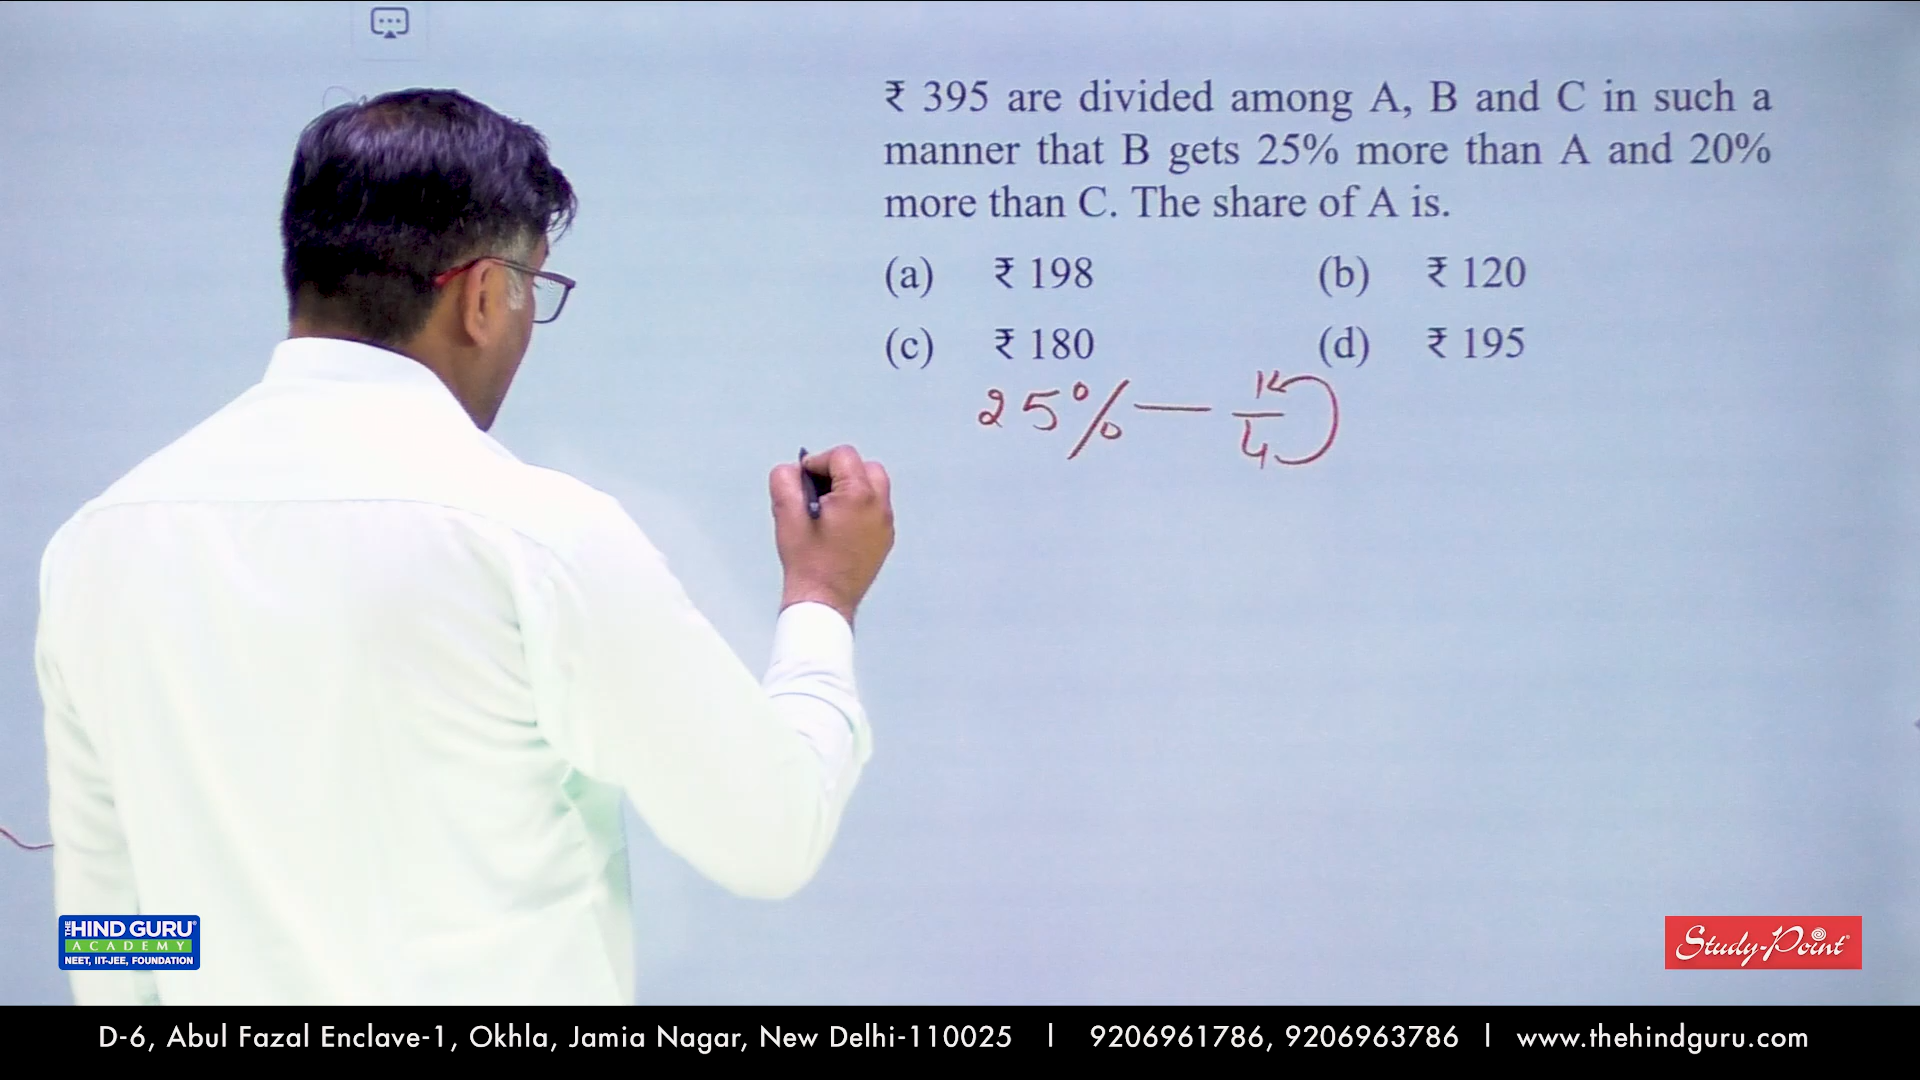 ₹ 395 are divided among A, B and C in such a
manner that B gets 25% more than A and 20%
more than C. The share of A is.
(a) ₹ 198 (b) ₹ 120
(c) ₹ 180 (d) ₹ 195
25% — 1/4
THE HIND GURU
ACADEMY
NEET, IIT-JEE, FOUNDATION
Study-Point
D-6, Abul Fazal Enclave-1, Okhla, Jamia Nagar, New Delhi-110025 | 9206961786, 9206963786 | www.thehindguru.com